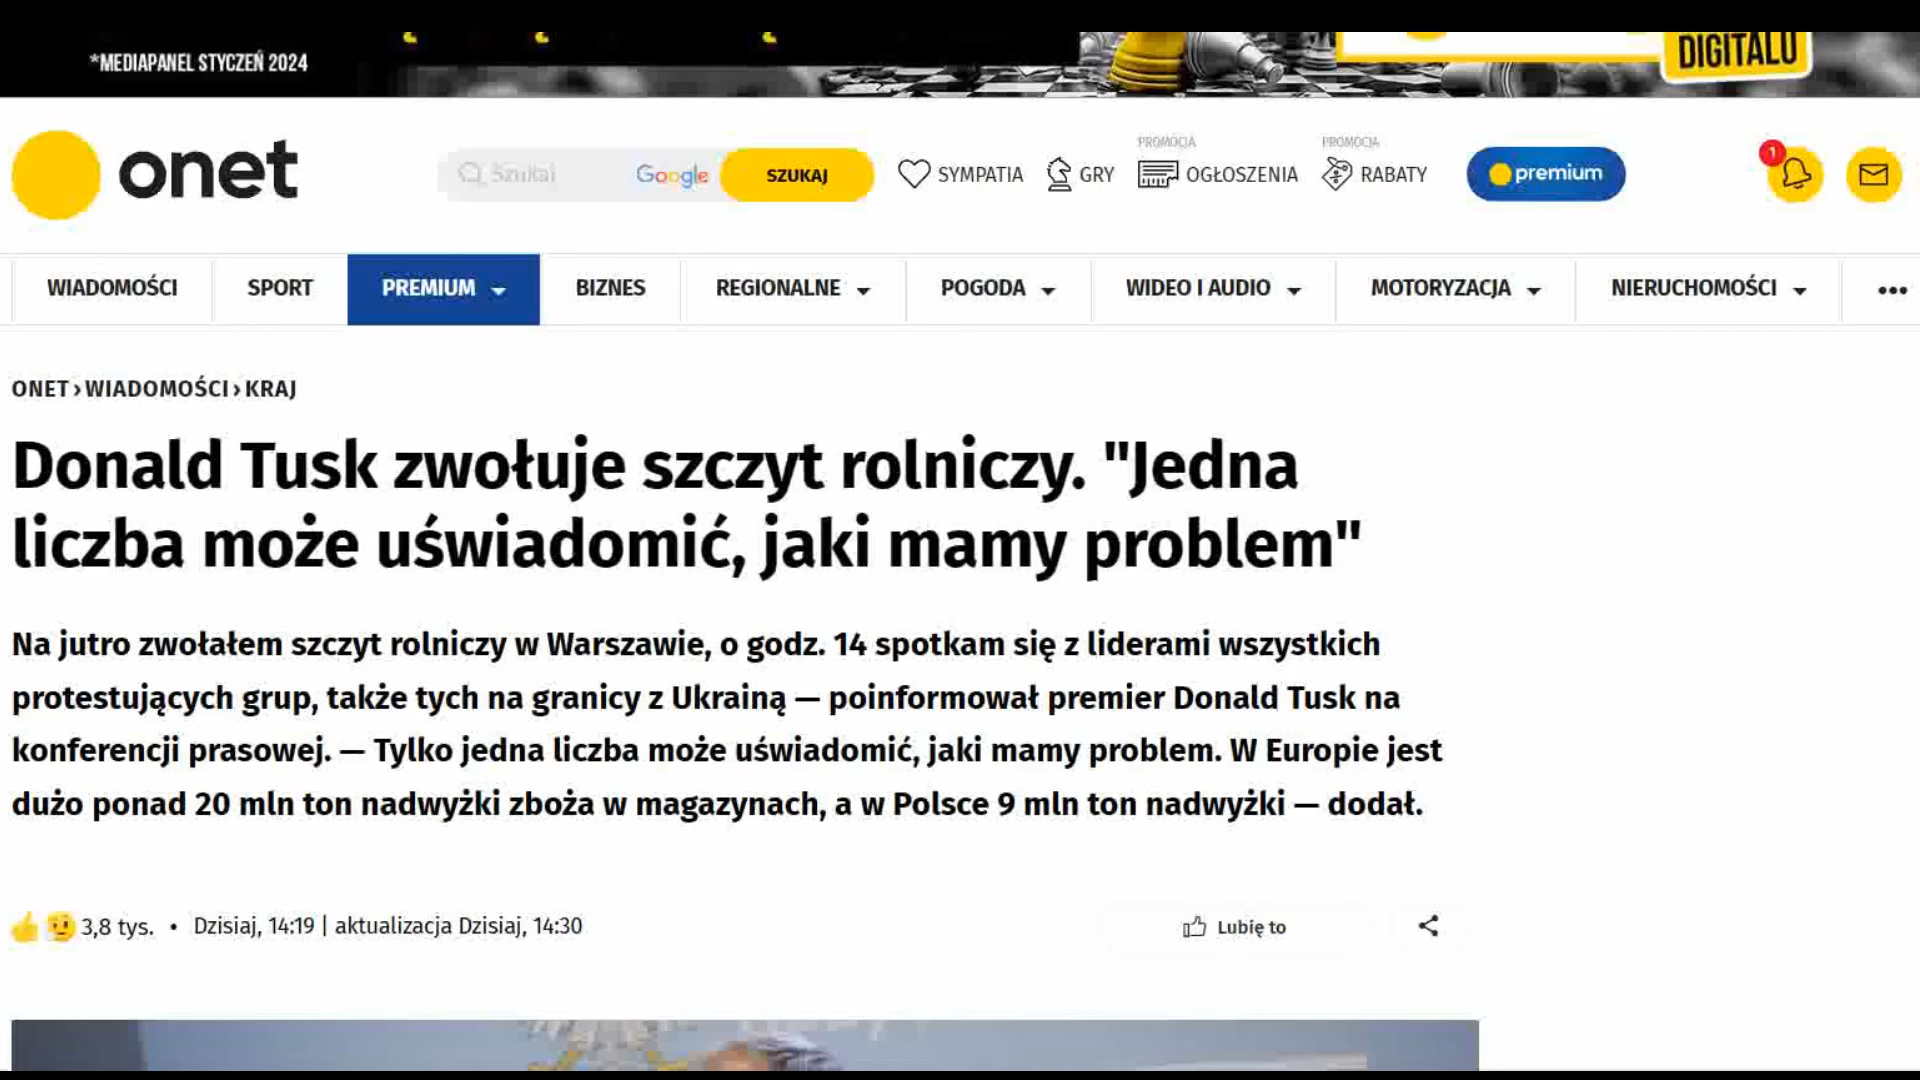 *MEDIAPANEL STYCZEŃ 2024
DIGITALU
onet
Szukaj
Google
SZUKAJ
SYMPATIA
GRY
PROMOCJA
OGŁOSZENIA
PROMOCJA
RABATY
premium
1
WIADOMOŚCI
SPORT
PREMIUM
BIZNES
REGIONALNE
POGODA
WIDEO I AUDIO
MOTORYZACJA
NIERUCHOMOŚCI
ONET › WIADOMOŚCI › KRAJ
Donald Tusk zwołuje szczyt rolniczy. "Jedna
liczba może uświadomić, jaki mamy problem"
Na jutro zwołałem szczyt rolniczy w Warszawie, o godz. 14 spotkam się z liderami wszystkich
protestujących grup, także tych na granicy z Ukrainą — poinformował premier Donald Tusk na
konferencji prasowej. — Tylko jedna liczba może uświadomić, jaki mamy problem. W Europie jest
dużo ponad 20 mln ton nadwyżki zboża w magazynach, a w Polsce 9 mln ton nadwyżki — dodał.
3,8 tys. • Dzisiaj, 14:19 | aktualizacja Dzisiaj, 14:30
Lubię to